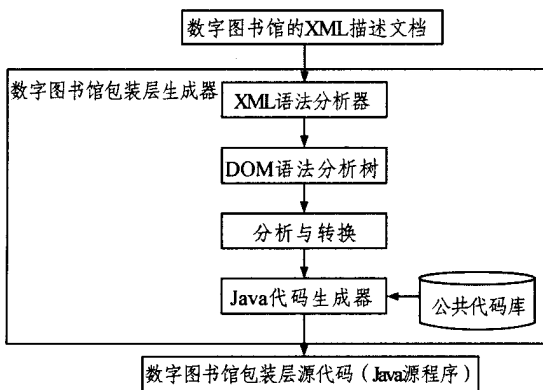 数字图书馆的XML描述文档
数字图书馆包装层生成器
XML语法分析器
DOM语法分析树
分析与转换
Java代码生成器
公共代码库
数字图书馆包装层源代码（Java源程序）